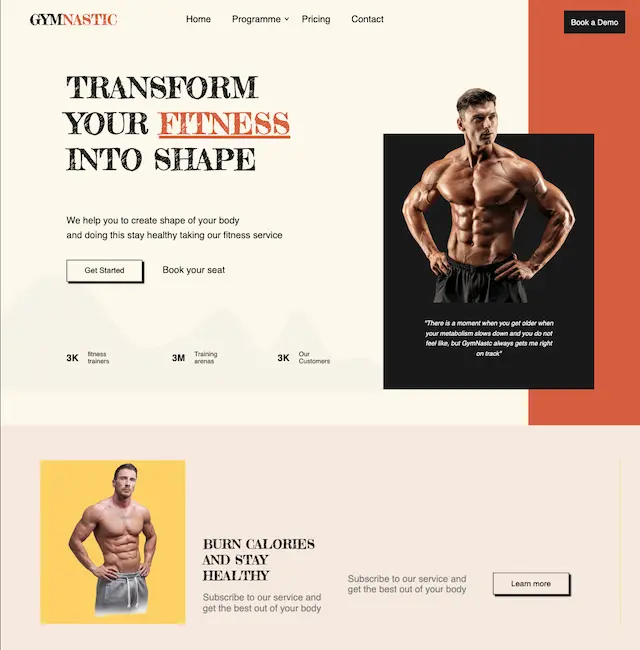 GYMNASTIC
Home
Programme
Pricing
Contact
Book a Demo
TRANSFORM
YOUR FITNESS
INTO SHAPE
We help you to create shape of your body
and doing this stay healthy taking our fitness service
Get Started
Book your seat
3K
fitness
trainers
3M
Training
arenas
3K
Our
Customers
"There is a moment when you get older when
your metabolism slows down and you do not
feel like, but GymNastc always gets me right
on track"
BURN CALORIES
AND STAY
HEALTHY
Subscribe to our service and
get the best out of your body
Subscribe to our service and
get the best out of your body
Learn more